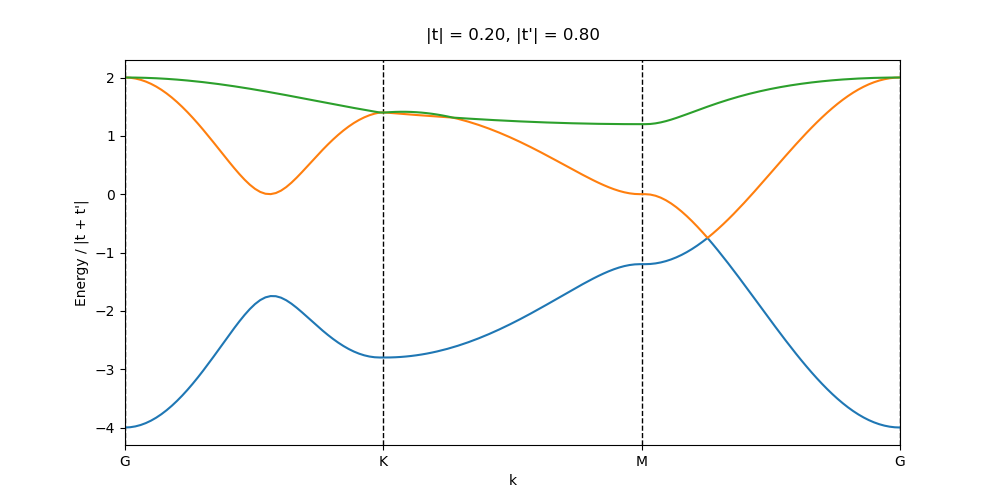 |t| = 0.20, |t'| = 0.80
Energy / |t + t'|
2
1
0
−1
−2
−3
−4
G
K
M
G
k